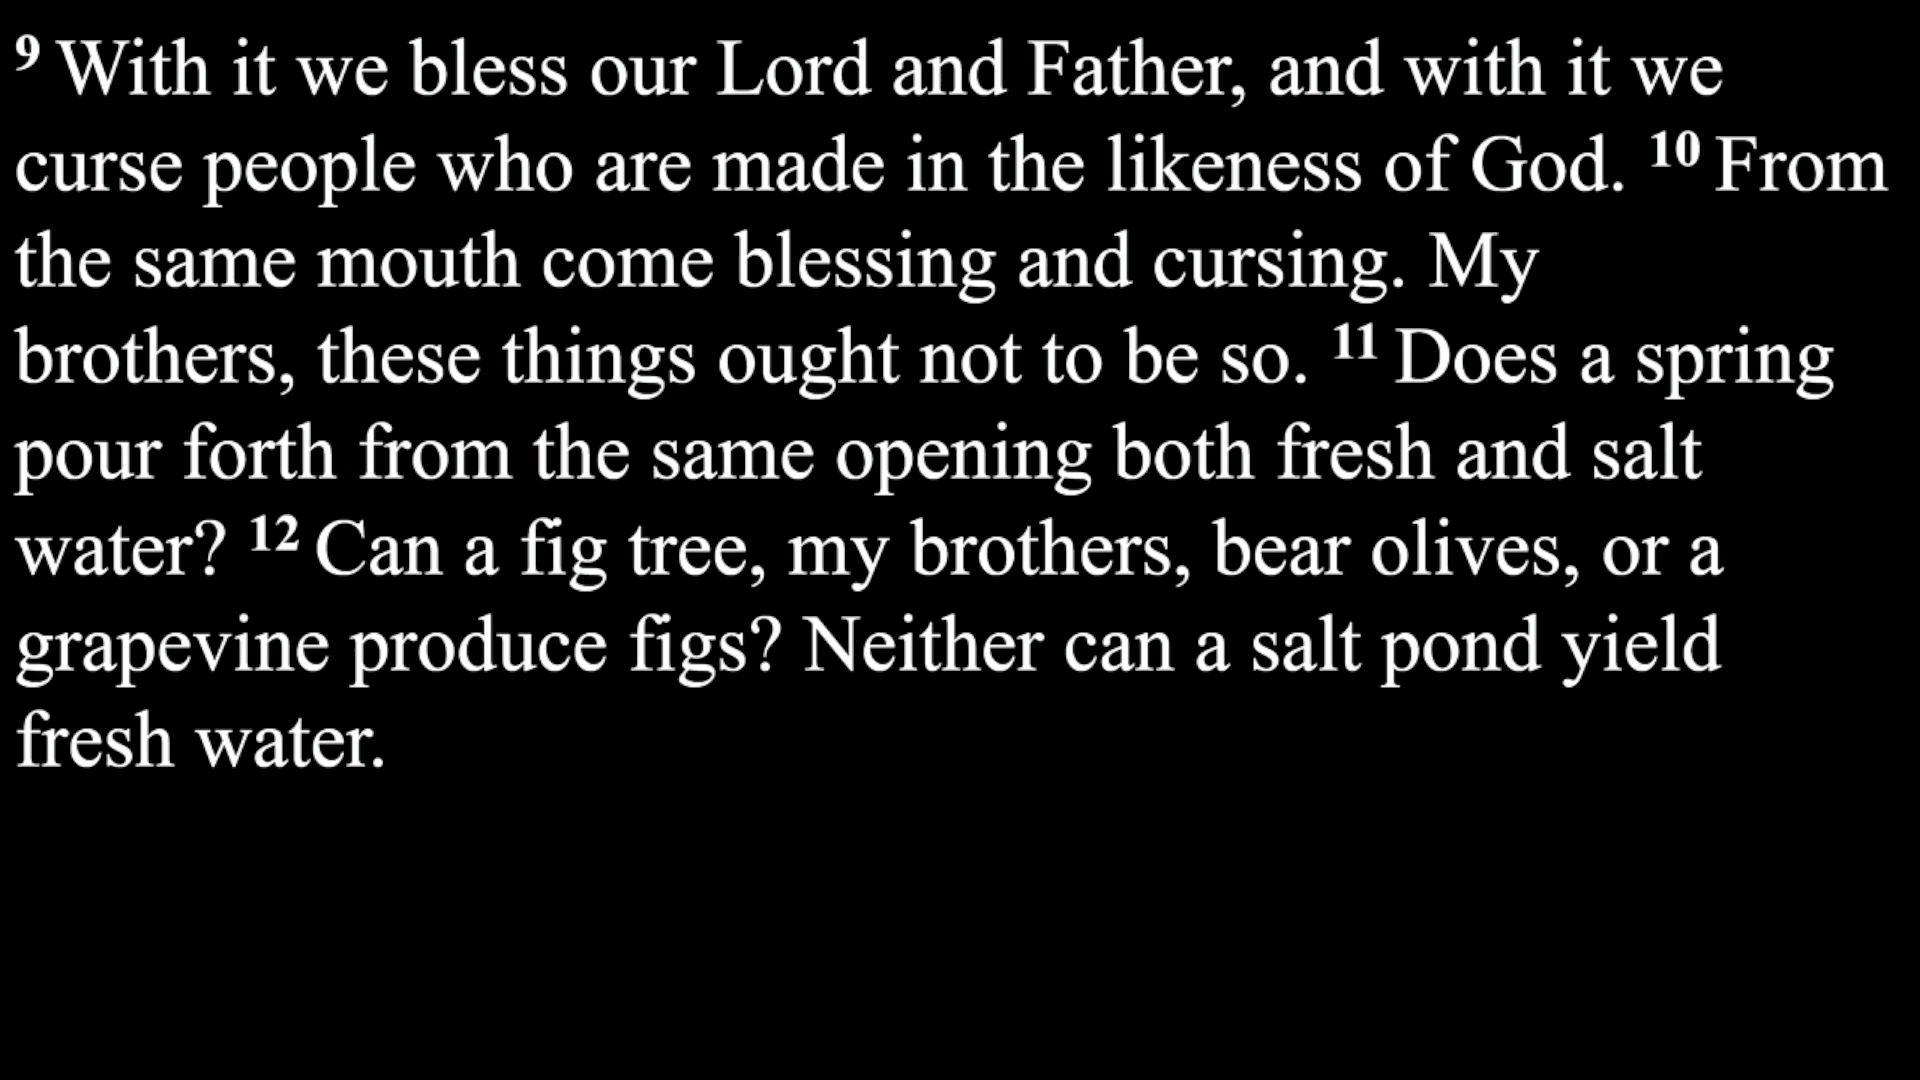 9 With it we bless our Lord and Father, and with it we
curse people who are made in the likeness of God. 10 From
the same mouth come blessing and cursing. My
brothers, these things ought not to be so. 11 Does a spring
pour forth from the same opening both fresh and salt
water? 12 Can a fig tree, my brothers, bear olives, or a
grapevine produce figs? Neither can a salt pond yield
fresh water.